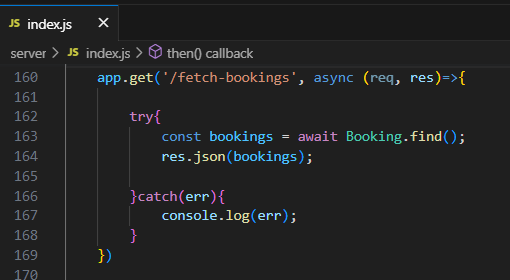 JS index.js ×
server > JS index.js > then() callback
160 app.get('/fetch-bookings', async (req, res)=>{
161
162 try{
163 const bookings = await Booking.find();
164 res.json(bookings);
165
166 }catch(err){
167 console.log(err);
168 }
169 })
170